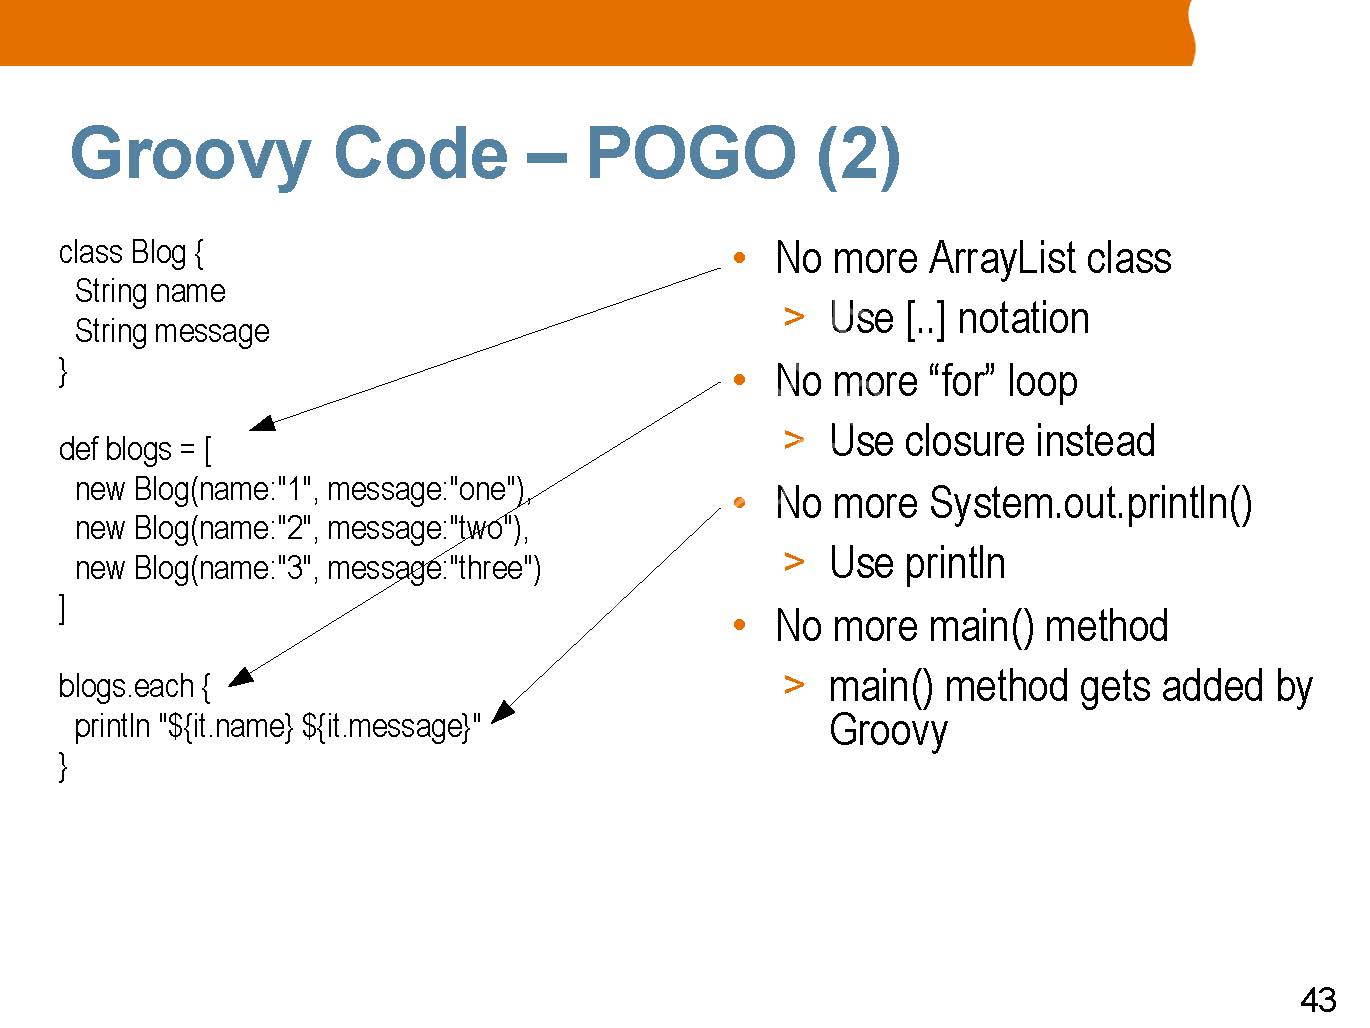 Groovy Code – POGO (2)
class Blog {
String name
String message
}
def blogs = [
new Blog(name:"1", message:"one"),
new Blog(name:"2", message:"two"),
new Blog(name:"3", message:"three")
]
blogs.each {
println "${it.name} ${it.message}"
}
• No more ArrayList class
> Use [..] notation
• No more “for” loop
> Use closure instead
• No more System.out.println()
> Use println
• No more main() method
> main() method gets added by
Groovy
43